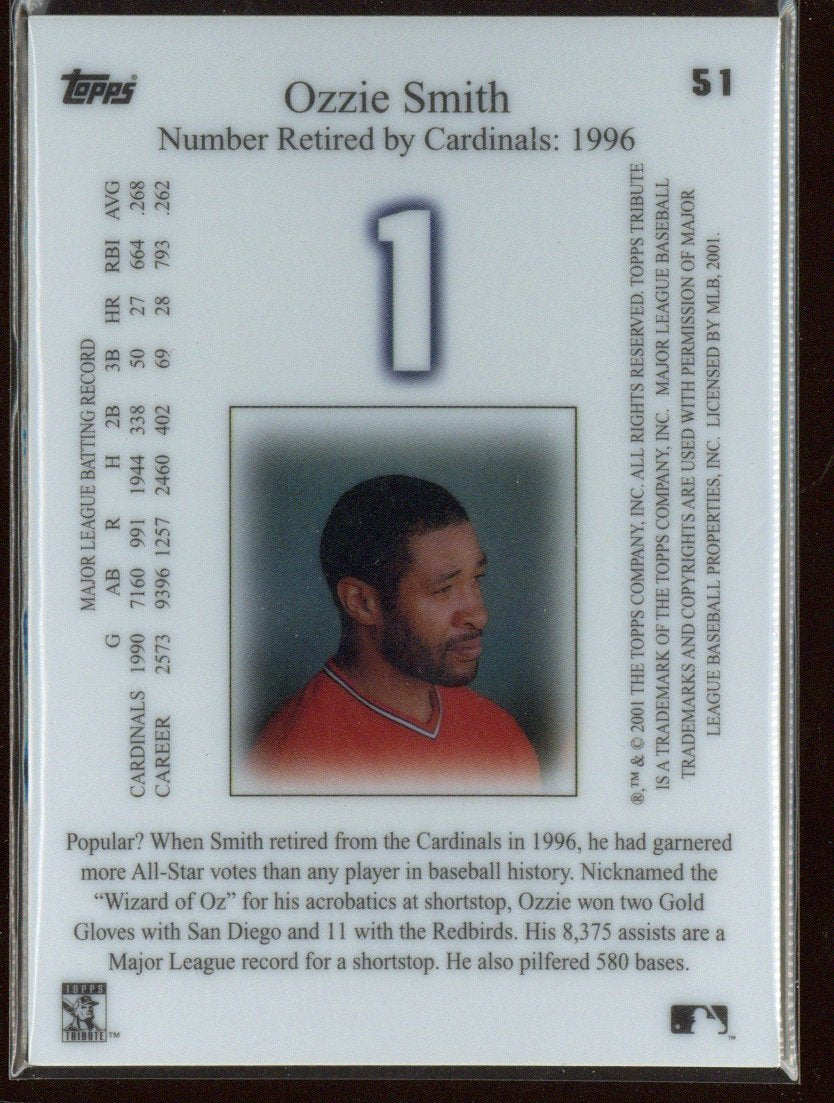 TOPPS
51
Ozzie Smith
Number Retired by Cardinals: 1996
1
MAJOR LEAGUE BATTING RECORD
G AB R H 2B 3B HR RBI AVG
CARDINALS 1990 7160 991 1944 338 50 27 664 .268
CAREER 2573 9396 1257 2460 402 69 28 793 .262
®,™ & © 2001 THE TOPPS COMPANY, INC. ALL RIGHTS RESERVED. TOPPS TRIBUTE
IS A TRADEMARK OF THE TOPPS COMPANY, INC. MAJOR LEAGUE BASEBALL
TRADEMARKS AND COPYRIGHTS ARE USED WITH PERMISSION OF MAJOR
LEAGUE BASEBALL PROPERTIES, INC. LICENSED BY MLB, 2001.
Popular? When Smith retired from the Cardinals in 1996, he had garnered
more All-Star votes than any player in baseball history. Nicknamed the
“Wizard of Oz” for his acrobatics at shortstop, Ozzie won two Gold
Gloves with San Diego and 11 with the Redbirds. His 8,375 assists are a
Major League record for a shortstop. He also pilfered 580 bases.
TOPPS
TRIBUTE ™
™